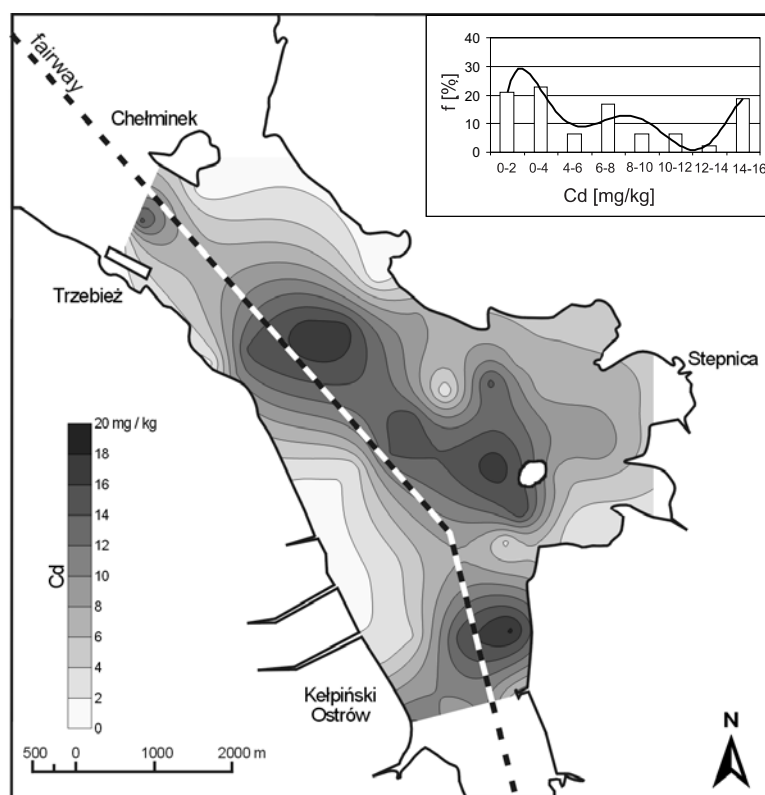 fairway
Chełminek
Trzebież
Stepnica
Kełpiński
Ostrów
f [%]
40
30
20
10
0
0-2 0-4 4-6 6-8 8-10 10-12 12-14 14-16
Cd [mg/kg]
20 mg / kg
18
16
14
12
10
8
6
4
2
0
Cd
500 0 1000 2000 m
N